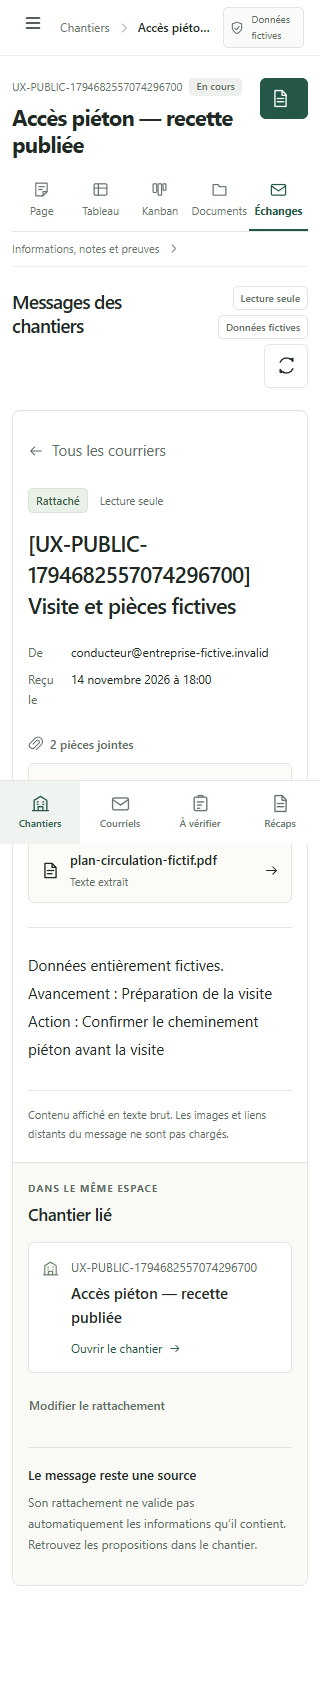 Chantiers
Accès piéto...
Données
fictives
UX-PUBLIC-1794682557074296700
En cours
Accès piéton — recette
publiée
Page
Tableau
Kanban
Documents
Échanges
Informations, notes et preuves
Messages des
chantiers
Lecture seule
Données fictives
Tous les courriers
Rattaché
Lecture seule
[UX-PUBLIC-
1794682557074296700]
Visite et pièces fictives
De
conducteur@entreprise-fictive.invalid
Reçu
le
14 novembre 2026 à 18:00
2 pièces jointes
Chantiers
Courriels
À vérifier
Récaps
plan-circulation-fictif.pdf
Texte extrait
Données entièrement fictives.
Avancement : Préparation de la visite
Action : Confirmer le cheminement
piéton avant la visite
Contenu affiché en texte brut. Les images et liens
distants du message ne sont pas chargés.
DANS LE MÊME ESPACE
Chantier lié
UX-PUBLIC-1794682557074296700
Accès piéton — recette
publiée
Ouvrir le chantier
Modifier le rattachement
Le message reste une source
Son rattachement ne valide pas
automatiquement les informations qu'il contient.
Retrouvez les propositions dans le chantier.